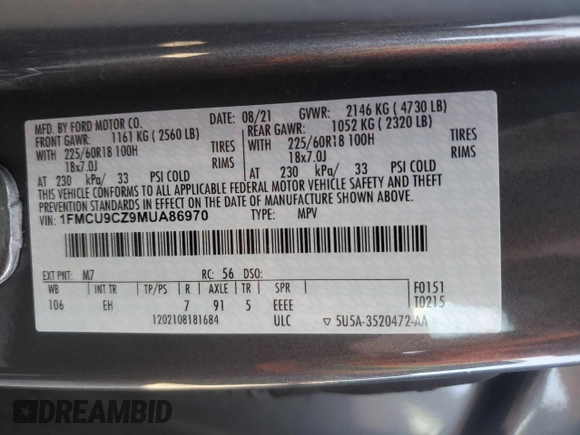 MFD. BY FORD MOTOR CO.
DATE: 08/21 GVWR: 2146 KG ( 4730 LB)
FRONT GAWR: 1161 KG ( 2560 LB) REAR GAWR: 1052 KG ( 2320 LB)
WITH 225/60R18 100H TIRES WITH 225/60R18 100H TIRES
18x7.0J RIMS 18x7.0J RIMS
AT 230 kPa/ 33 PSI COLD AT 230 kPa/ 33 PSI COLD
THIS VEHICLE CONFORMS TO ALL APPLICABLE FEDERAL MOTOR VEHICLE SAFETY AND THEFT
PREVENTION STANDARDS IN EFFECT ON THE DATE OF MANUFACTURE SHOWN ABOVE.
VIN: 1FMCU9CZ9MUA86970 TYPE: MPV
EXT PNT: M7 RC: 56 DSO:
WB INT TR TP/PS R AXLE TR SPR F0151
106 EH 7 91 5 EEEE T0215
1202108181684 ULC ▽ 5U5A-3520472-AA
DREAMBID